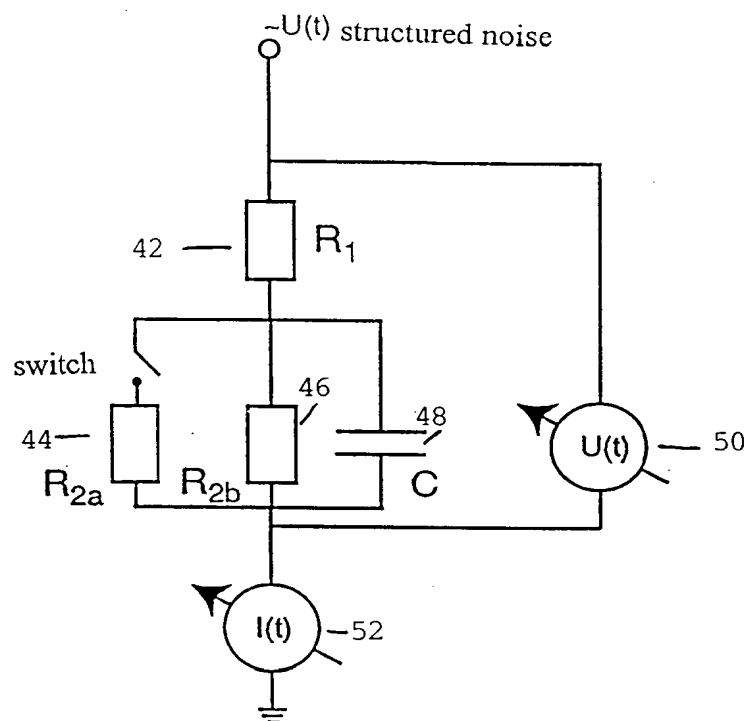 ~U(t) structured noise
42
R1
switch
46
48
44
U(t)
50
R2a
R2b
C
I(t)
52